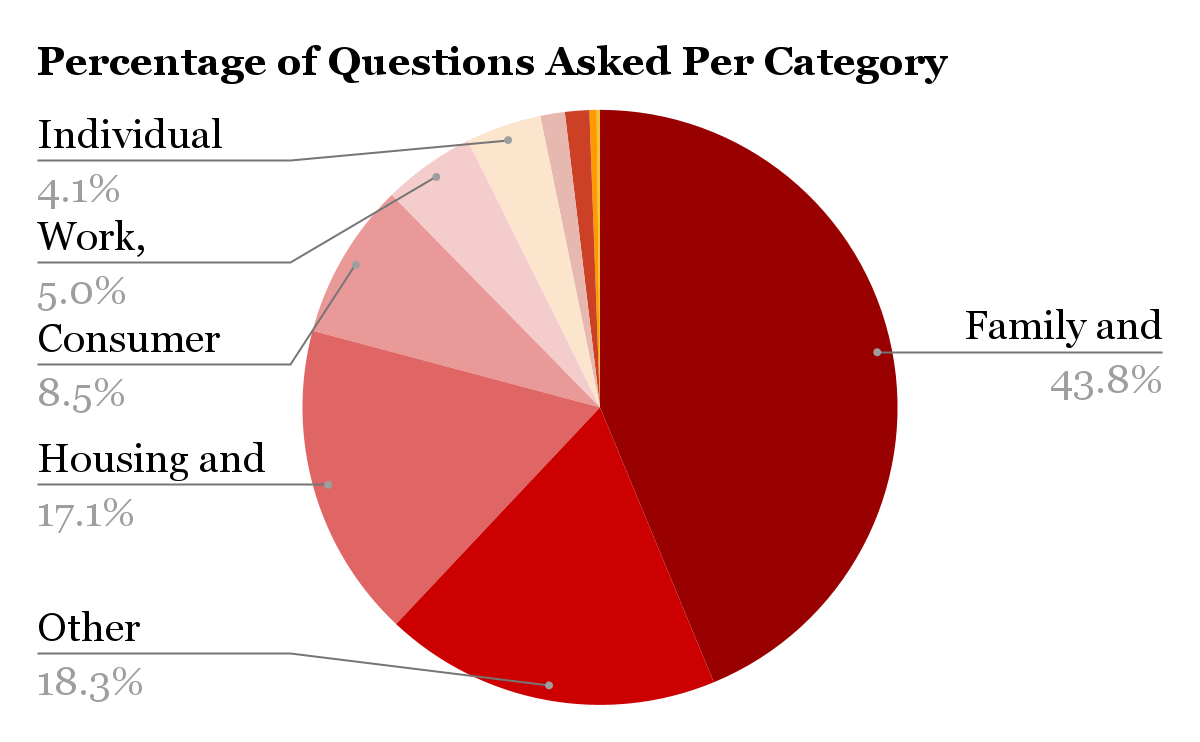 Percentage of Questions Asked Per Category
Individual
4.1%
Work,
5.0%
Consumer
8.5%
Housing and
17.1%
Other
18.3%
Family and
43.8%